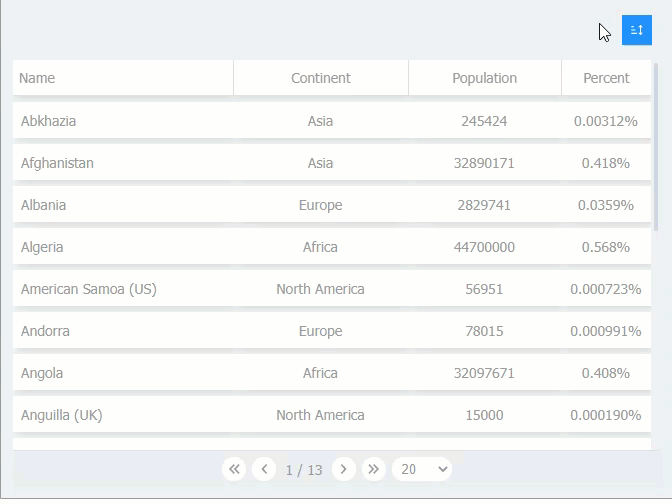 Name Continent Population Percent
Abkhazia Asia 245424 0.00312%
Afghanistan Asia 32890171 0.418%
Albania Europe 2829741 0.0359%
Algeria Africa 44700000 0.568%
American Samoa (US) North America 56951 0.000723%
Andorra Europe 78015 0.000991%
Angola Africa 32097671 0.408%
Anguilla (UK) North America 15000 0.000190%
1 / 13 20